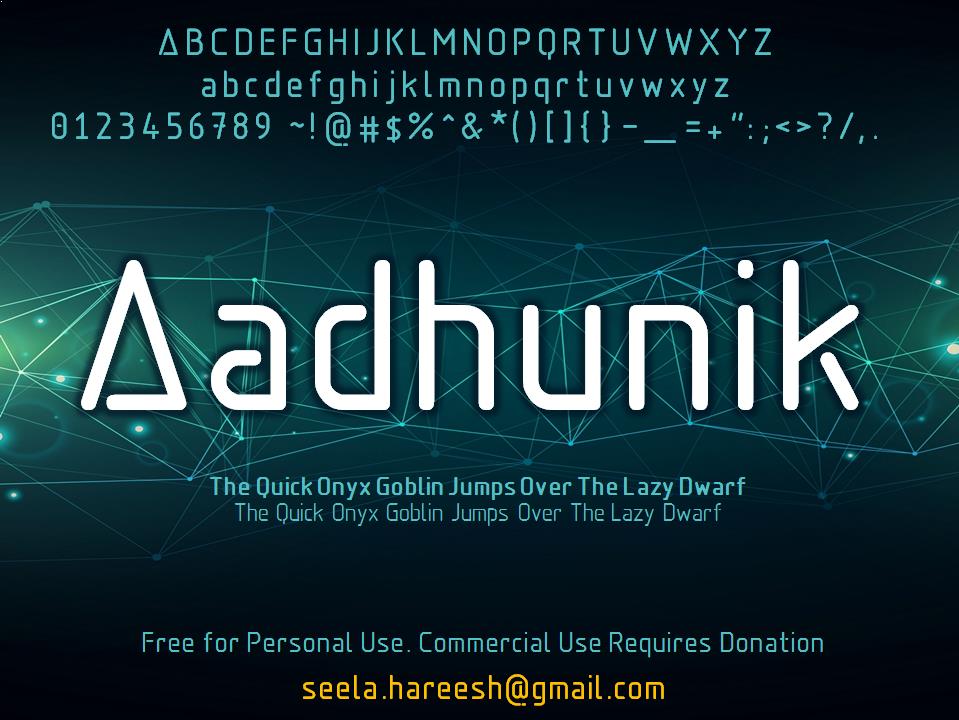 ABCDEFGHIJKLMNOPQRTUVWXYZ
abcdefghijklmnopqrtuvwxyz
0123456789 ~!@#$%^&*()[]{}-_=+":;<>?/,.
Aadhunik
The Quick Onyx Goblin Jumps Over The Lazy Dwarf
The Quick Onyx Goblin Jumps Over The Lazy Dwarf
Free for Personal Use. Commercial Use Requires Donation
seela.hareesh@gmail.com